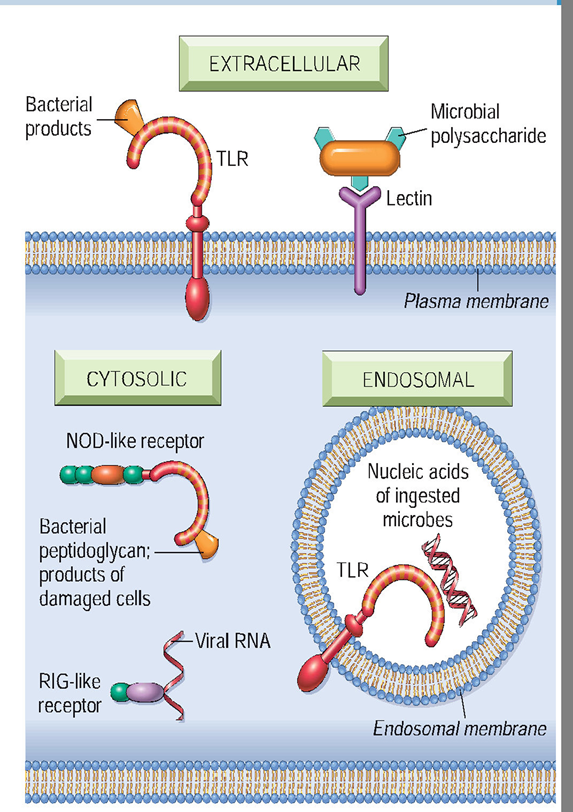 EXTRACELLULAR
Bacterial
products
TLR
Microbial
polysaccharide
Lectin
Plasma membrane
CYTOSOLIC
NOD-like receptor
Bacterial
peptidoglycan;
products of
damaged cells
Viral RNA
RIG-like
receptor
ENDOSOMAL
Nucleic acids
of ingested
microbes
TLR
Endosomal membrane